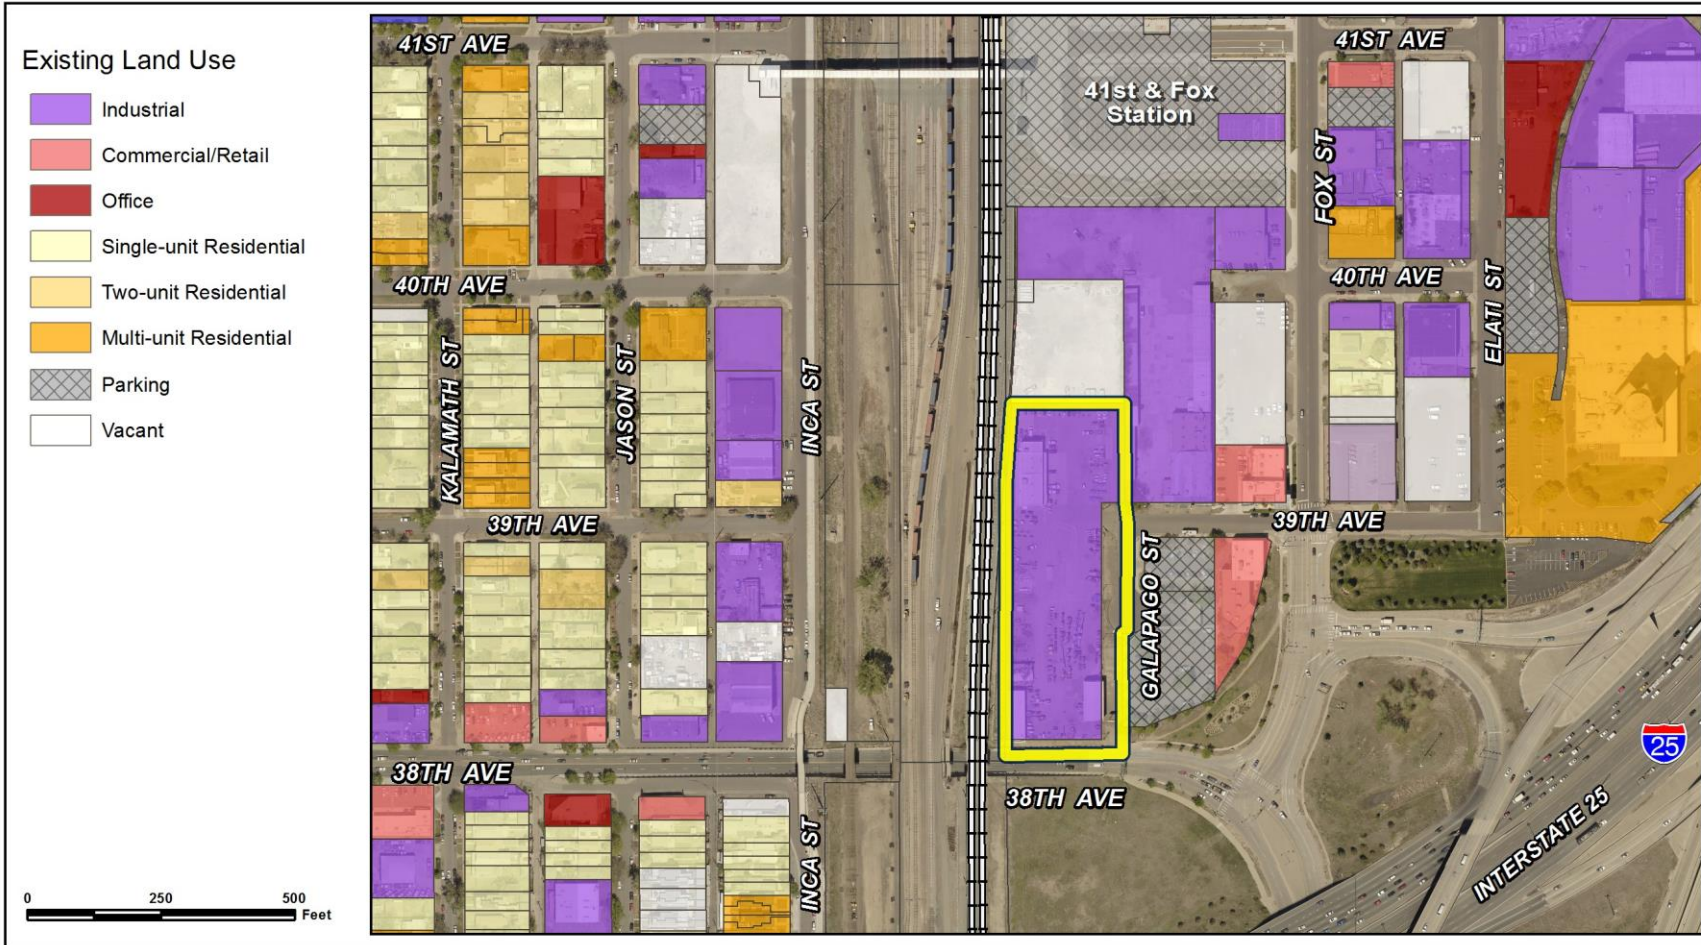 Existing Land Use
Industrial
Commercial/Retail
Office
Single-unit Residential
Two-unit Residential
Multi-unit Residential
Parking
Vacant
0 250 500
Feet
41ST AVE
41ST AVE
41st & Fox
Station
FOX ST
40TH AVE
40TH AVE
ELATI ST
KALAMATH ST
JASON ST
INCA ST
39TH AVE
39TH AVE
GALAPAGO ST
38TH AVE
38TH AVE
INCA ST
INTERSTATE 25
25